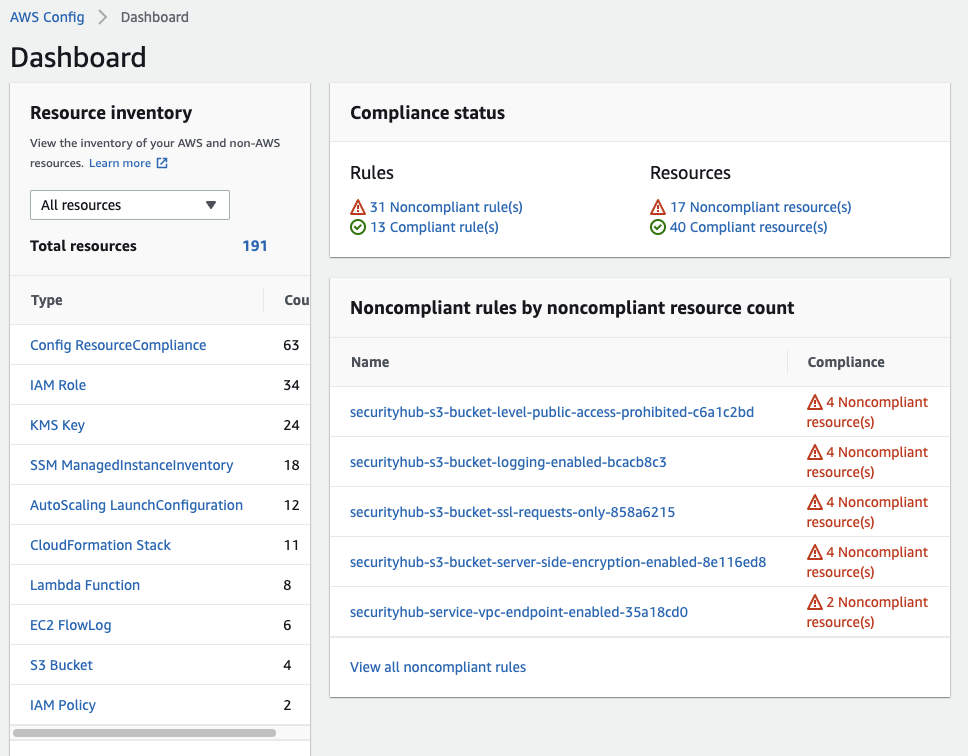 AWS Config > Dashboard
Dashboard
Resource inventory
View the inventory of your AWS and non-AWS
resources. Learn more
All resources
Total resources 191
Type Cou
Config ResourceCompliance 63
IAM Role 34
KMS Key 24
SSM ManagedInstanceInventory 18
AutoScaling LaunchConfiguration 12
CloudFormation Stack 11
Lambda Function 8
EC2 FlowLog 6
S3 Bucket 4
IAM Policy 2
Compliance status
Rules
31 Noncompliant rule(s)
13 Compliant rule(s)
Resources
17 Noncompliant resource(s)
40 Compliant resource(s)
Noncompliant rules by noncompliant resource count
Name Compliance
securityhub-s3-bucket-level-public-access-prohibited-c6a1c2bd
4 Noncompliant
resource(s)
securityhub-s3-bucket-logging-enabled-bcacb8c3
4 Noncompliant
resource(s)
securityhub-s3-bucket-ssl-requests-only-858a6215
4 Noncompliant
resource(s)
securityhub-s3-bucket-server-side-encryption-enabled-8e116ed8
4 Noncompliant
resource(s)
securityhub-service-vpc-endpoint-enabled-35a18cd0
2 Noncompliant
resource(s)
View all noncompliant rules